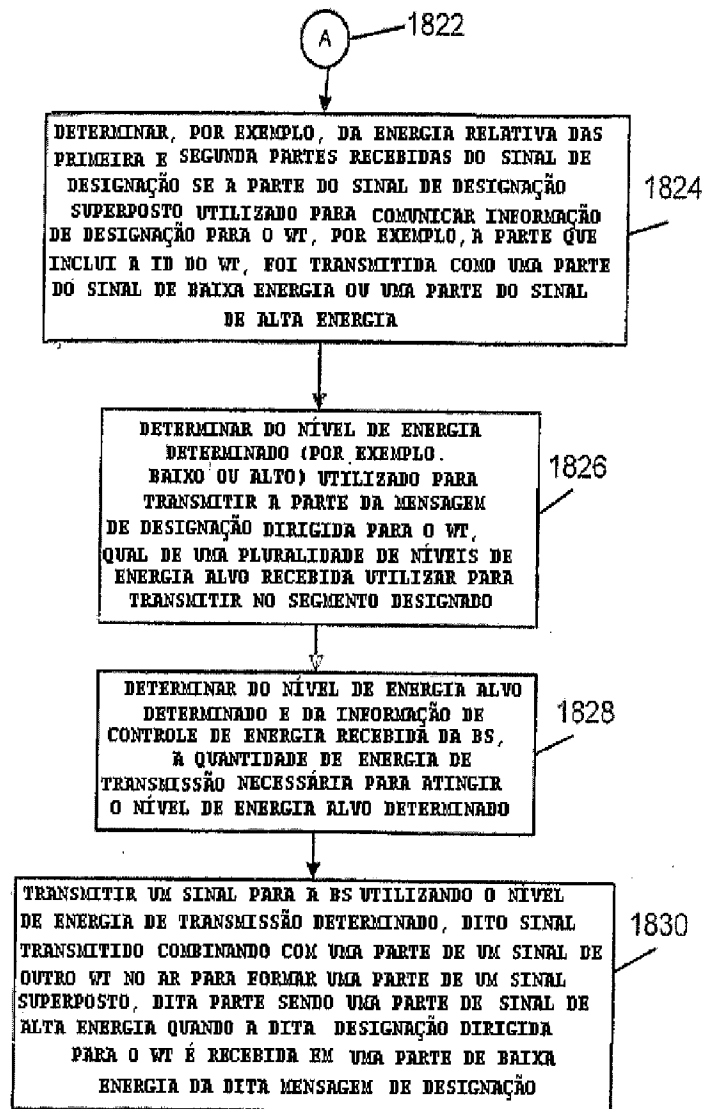 A
1822
DETERMINAR, POR EXEMPLO, DA ENERGIA RELATIVA DAS
PRIMEIRA E SEGUNDA PARTES RECEBIDAS DO SINAL DE
DESIGNAÇÃO SE A PARTE DO SINAL DE DESIGNAÇÃO
SUPERPOSTO UTILIZADO PARA COMUNICAR INFORMAÇÃO
DE DESIGNAÇÃO PARA O WT, POR EXEMPLO, A PARTE QUE
INCLUI A ID DO WT, FOI TRANSMITIDA COMO UMA PARTE
DO SINAL DE BAIXA ENERGIA OU UMA PARTE DO SINAL
DE ALTA ENERGIA
1824
DETERMINAR DO NÍVEL DE ENERGIA
DETERMINADO (POR EXEMPLO.
BAIXO OU ALTO) UTILIZADO PARA
TRANSMITIR A PARTE DA MENSAGEM
DE DESIGNAÇÃO DIRIGIDA PARA O WT,
QUAL DE UMA PLURALIDADE DE NÍVEIS DE
ENERGIA ALVO RECEBIDA UTILIZAR PARA
TRANSMITIR NO SEGMENTO DESIGNADO
1826
DETERMINAR DO NÍVEL DE ENERGIA ALVO
DETERMINADO E DA INFORMAÇÃO DE
CONTROLE DE ENERGIA RECEBIDA DA BS,
A QUANTIDADE DE ENERGIA DE
TRANSMISSÃO NECESSÁRIA PARA ATINGIR
O NÍVEL DE ENERGIA ALVO DETERMINADO
1828
TRANSMITIR UM SINAL PARA A BS UTILIZANDO O NÍVEL
DE ENERGIA DE TRANSMISSÃO DETERMINADO, DITO SINAL
TRANSMITIDO COMBINANDO COM UMA PARTE DE UM SINAL DE
OUTRO WT NO AR PARA FORMAR UMA PARTE DE UM SINAL
SUPERPOSTO, DITA PARTE SENDO UMA PARTE DE SINAL DE
ALTA ENERGIA QUANDO A DITA DESIGNAÇÃO DIRIGIDA
PARA O WT É RECEBIDA EM UMA PARTE DE BAIXA
ENERGIA DA DITA MENSAGEM DE DESIGNAÇÃO
1830